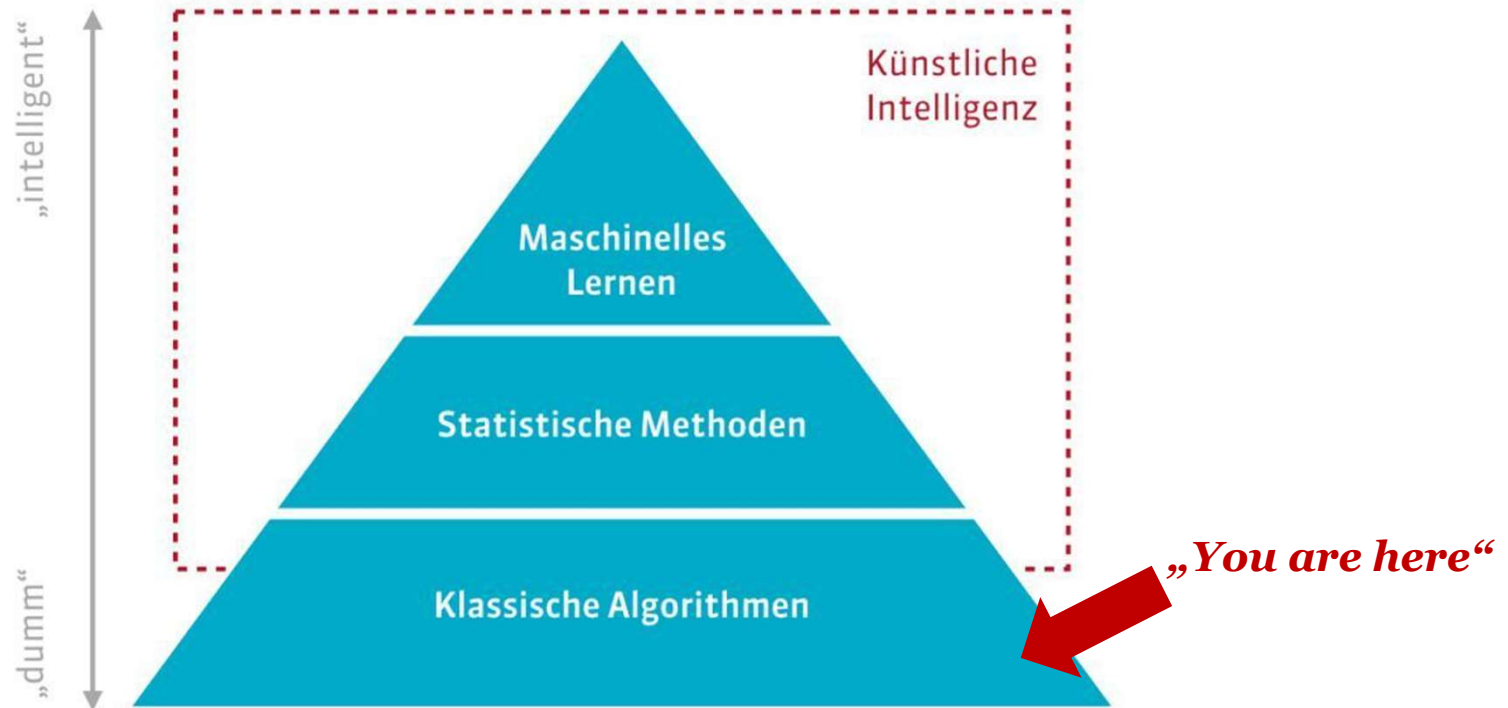 „intelligent“
Künstliche
Intelligenz
Maschinelles
Lernen
Statistische Methoden
„You are here“
Klassische Algorithmen
„dumm“